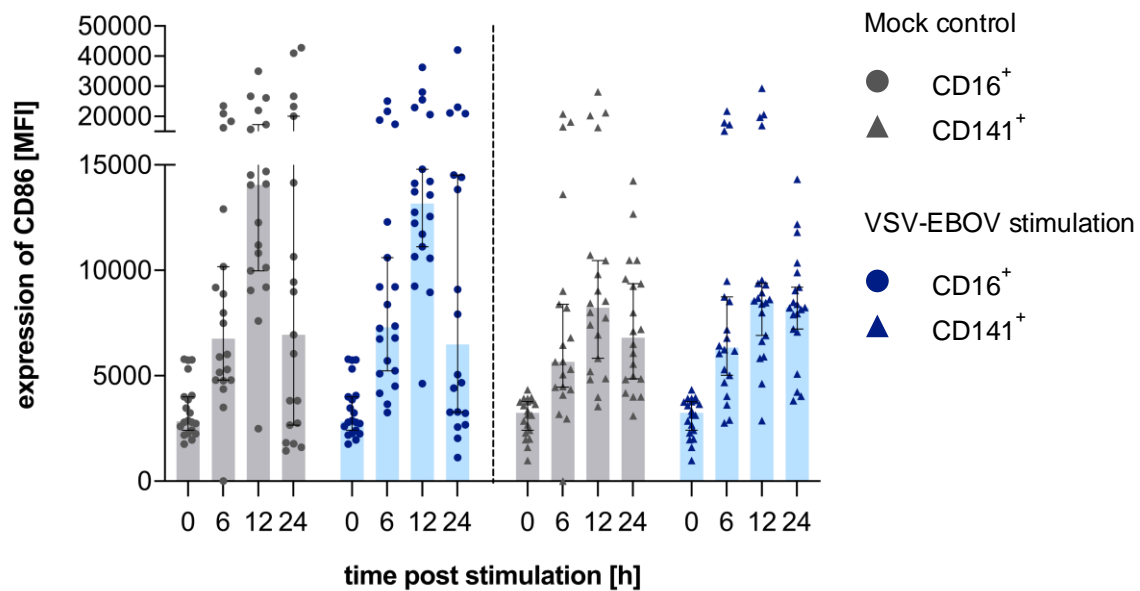 50000
40000
30000
20000
15000
10000
5000
0
expression of CD86 [MFI]
0 6 12 24 0 6 12 24 0 6 12 24 0 6 12 24
time post stimulation [h]
Mock control
CD16+
CD141+
VSV-EBOV stimulation
CD16+
CD141+